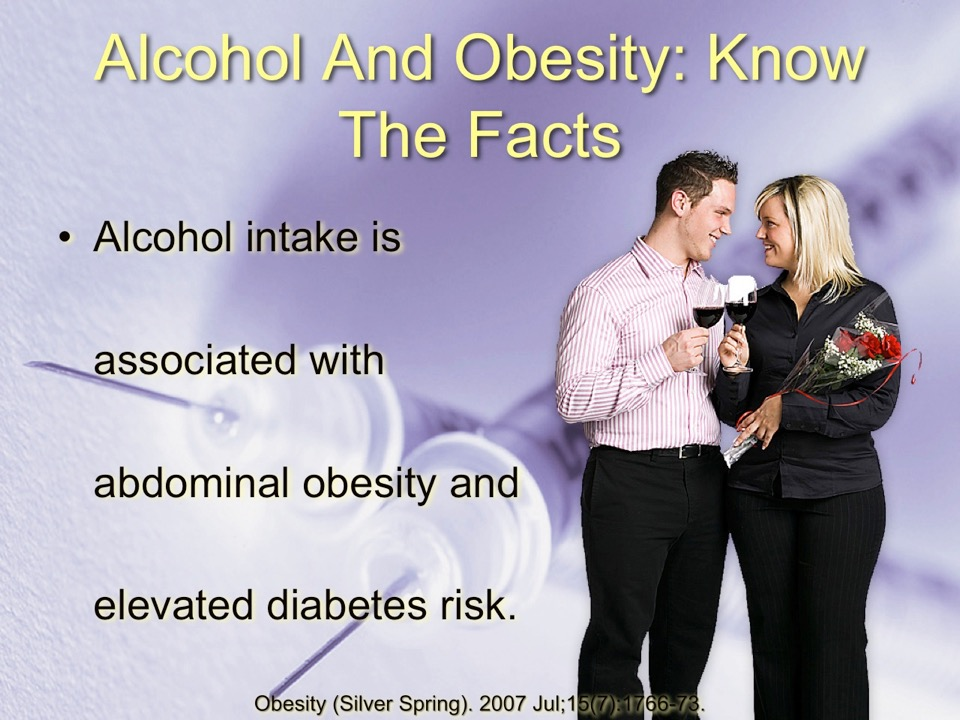 Alcohol And Obesity: Know
The Facts
• Alcohol intake is
associated with
abdominal obesity and
elevated diabetes risk.
Obesity (Silver Spring). 2007 Jul;15(7):1766-73.